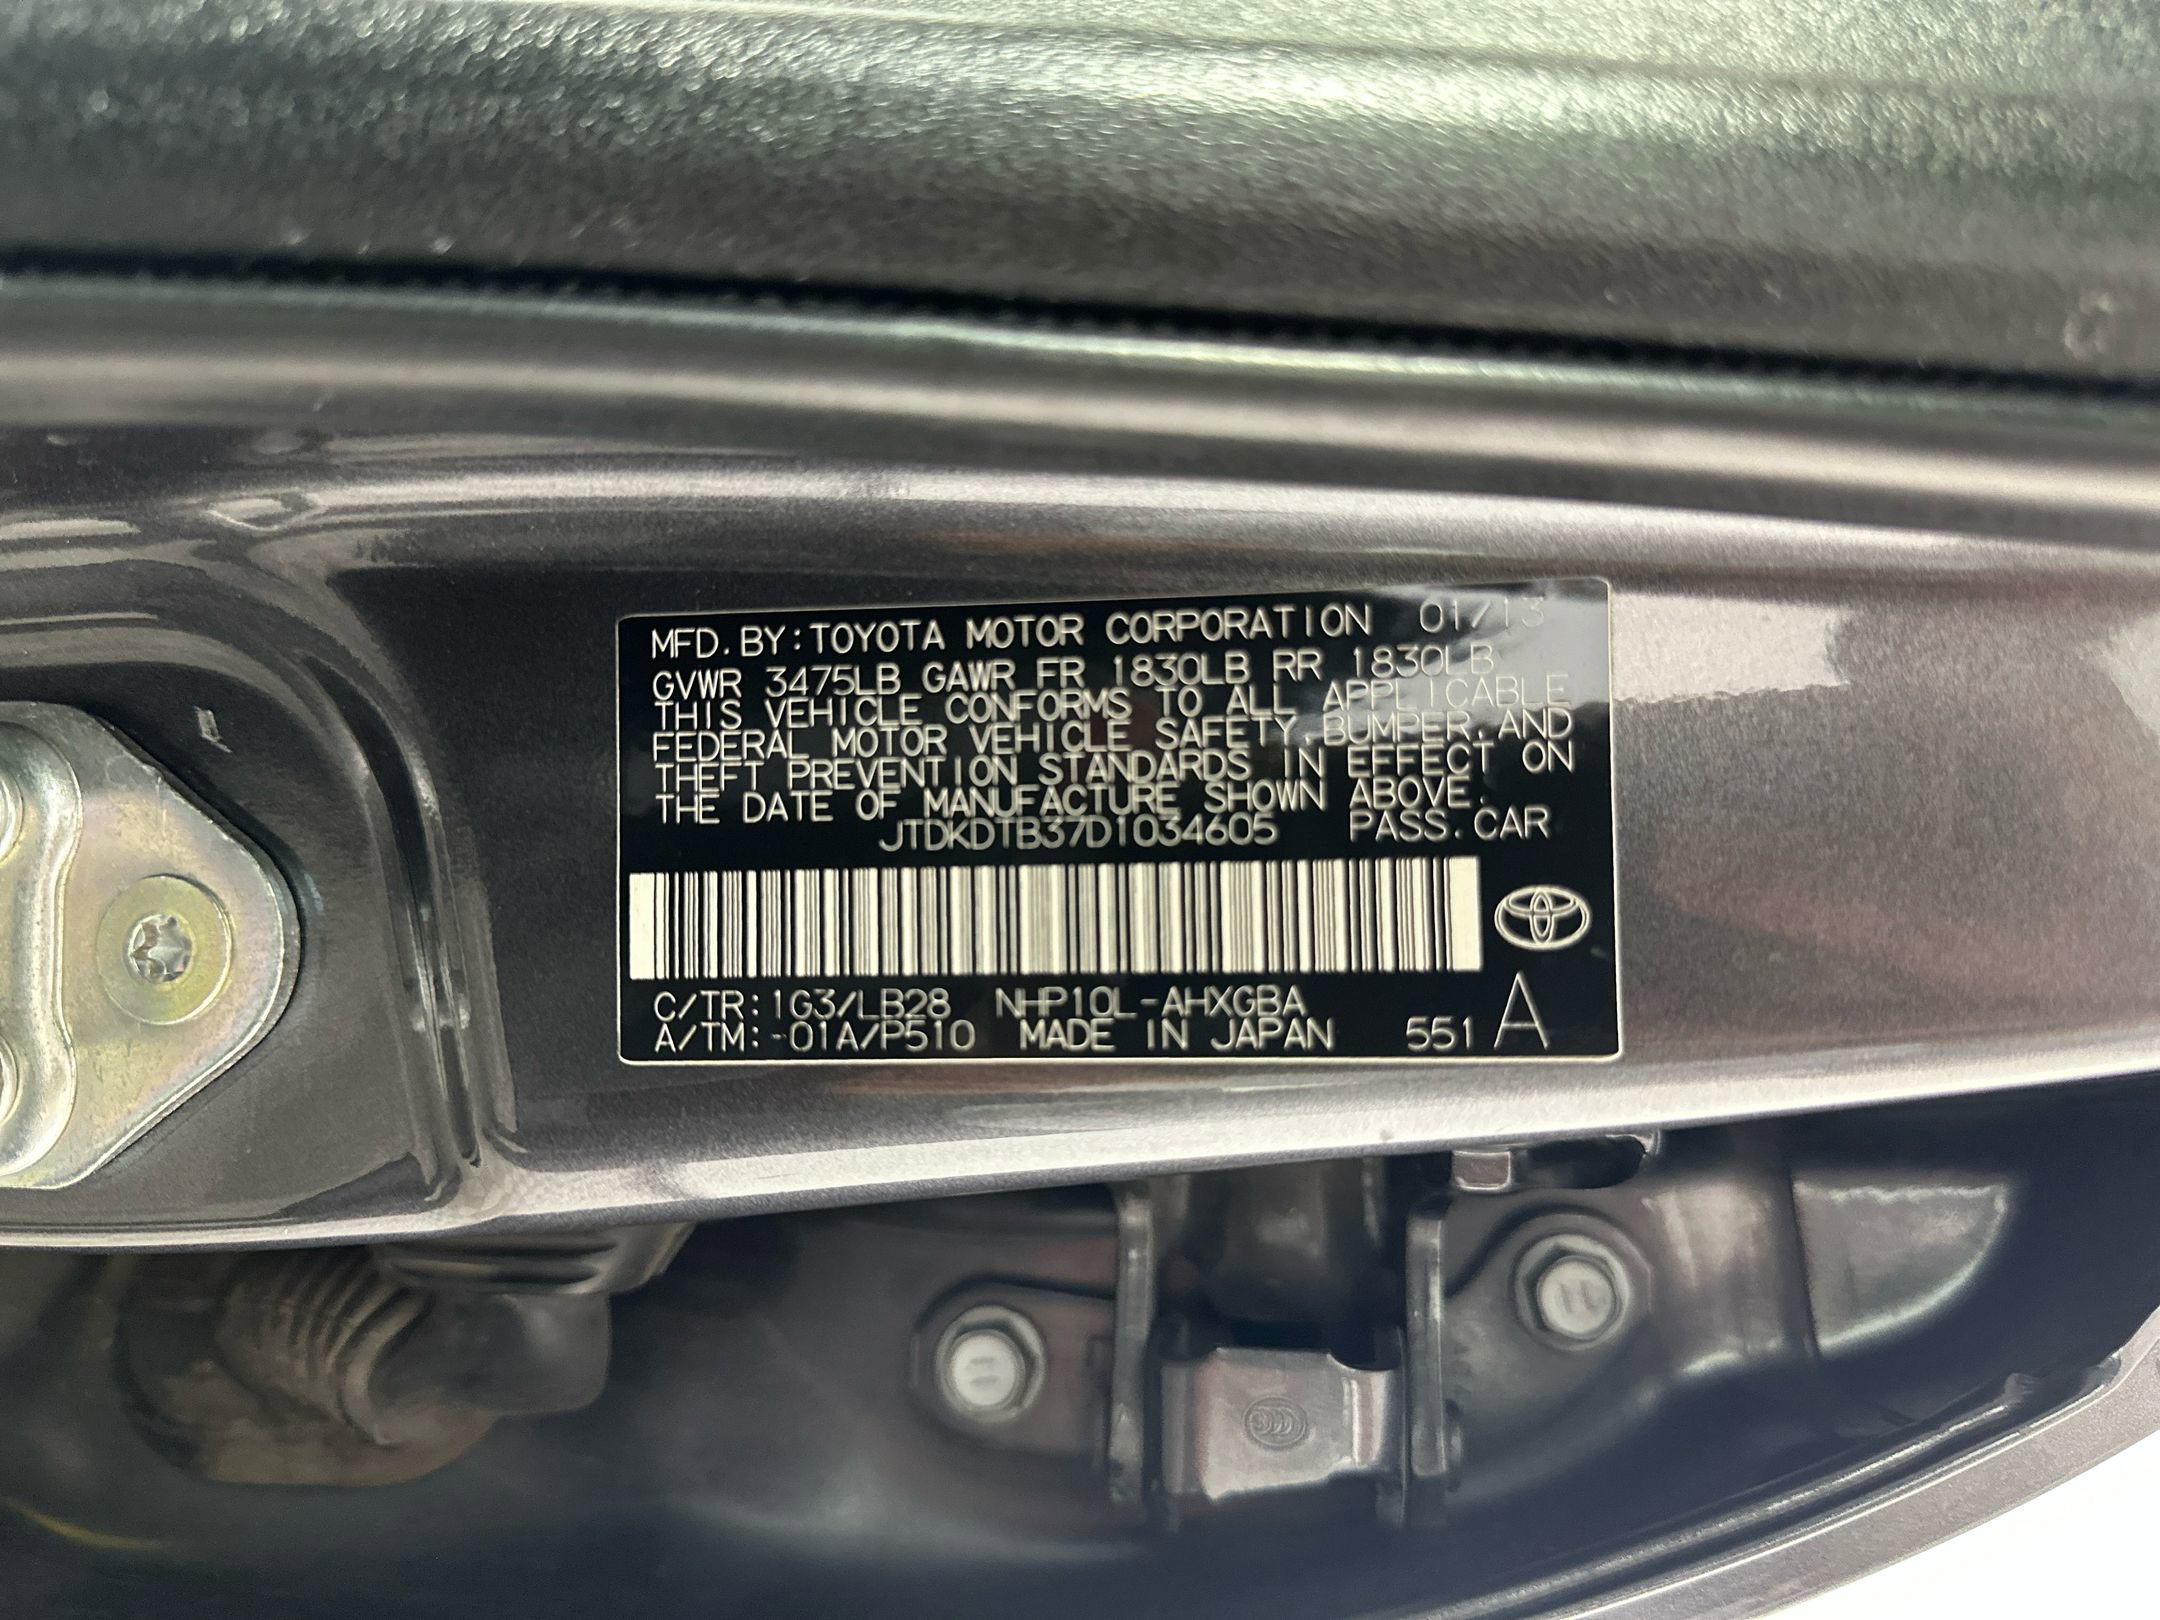 MFD.BY:TOYOTA MOTOR CORPORATION 01/13
GVWR 3475LB GAWR FR 1830LB RR 1830LB
THIS VEHICLE CONFORMS TO ALL APPLICABLE
FEDERAL MOTOR VEHICLE SAFETY,BUMPER,AND
THEFT PREVENTION STANDARDS IN EFFECT ON
THE DATE OF MANUFACTURE SHOWN ABOVE.
JTDKDTB37D1034605 PASS.CAR
C/TR:1G3/LB28 NHP10L-AHXGBA
A/TM:-01A/P510 MADE IN JAPAN 551 A